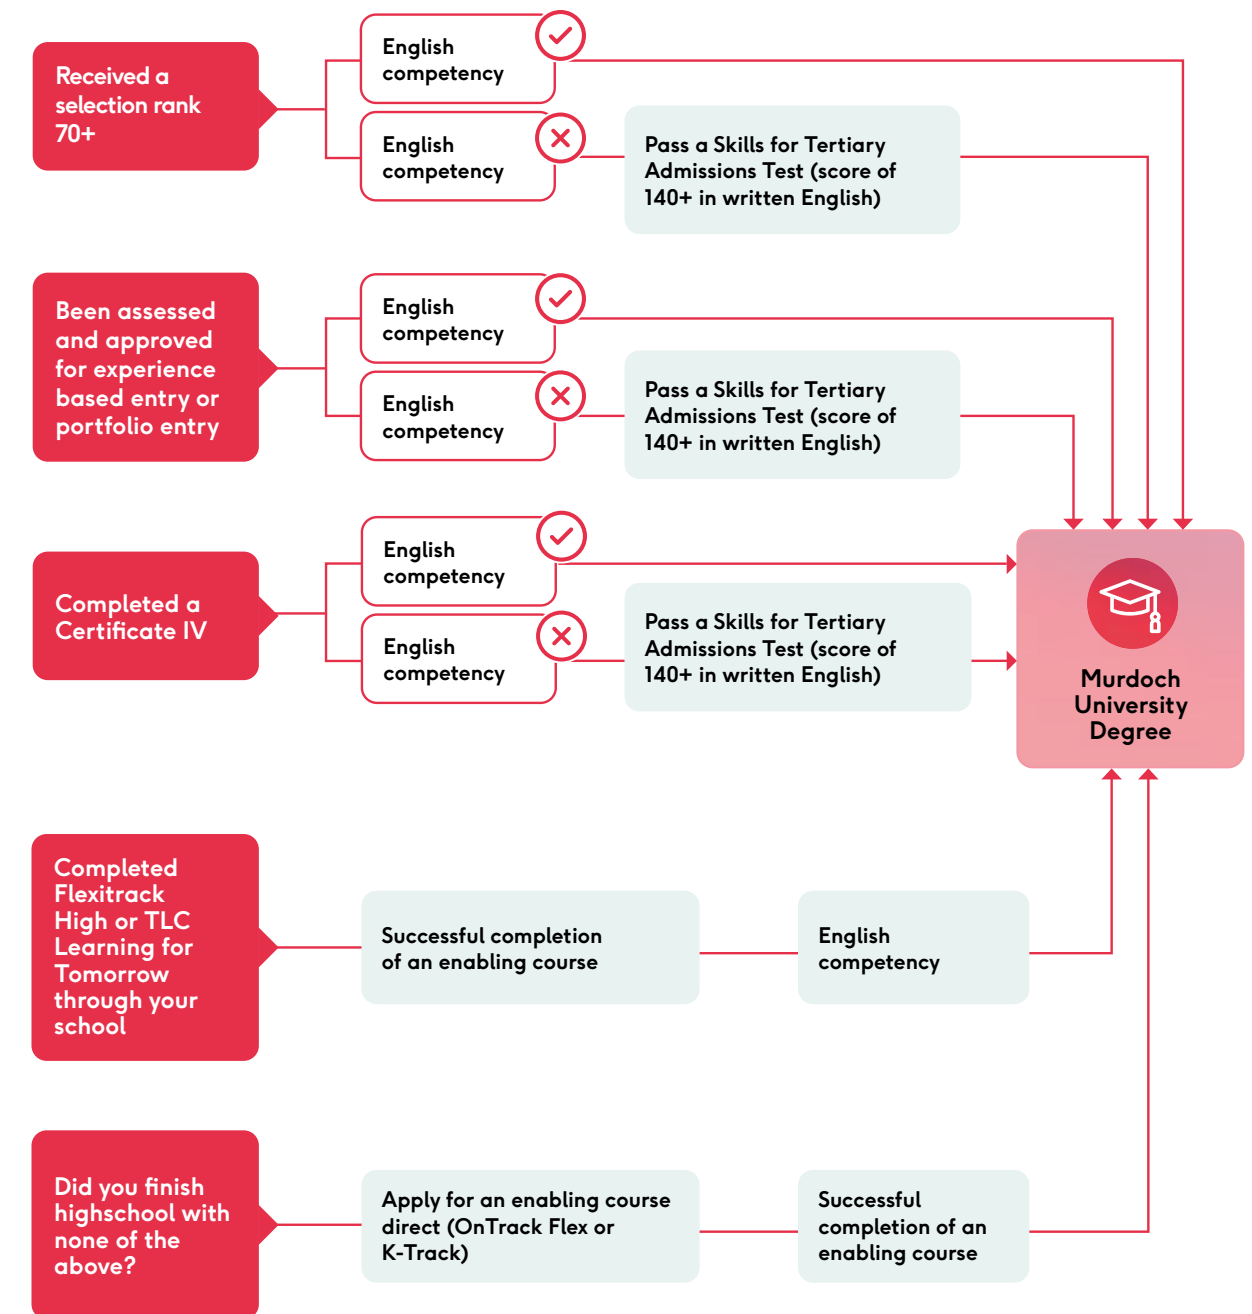 Received a
selection rank
70+
English
competency
English
competency
Pass a Skills for Tertiary
Admissions Test (score of
140+ in written English)
Been assessed
and approved
for experience
based entry or
portfolio entry
English
competency
English
competency
Pass a Skills for Tertiary
Admissions Test (score of
140+ in written English)
Completed a
Certificate IV
English
competency
English
competency
Pass a Skills for Tertiary
Admissions Test (score of
140+ in written English)
Murdoch
University
Degree
Completed
Flexitrack
High or TLC
Learning for
Tomorrow
through your
school
Successful completion
of an enabling course
English
competency
Did you finish
highschool with
none of the
above?
Apply for an enabling course
direct (OnTrack Flex or
K-Track)
Successful
completion of an
enabling course